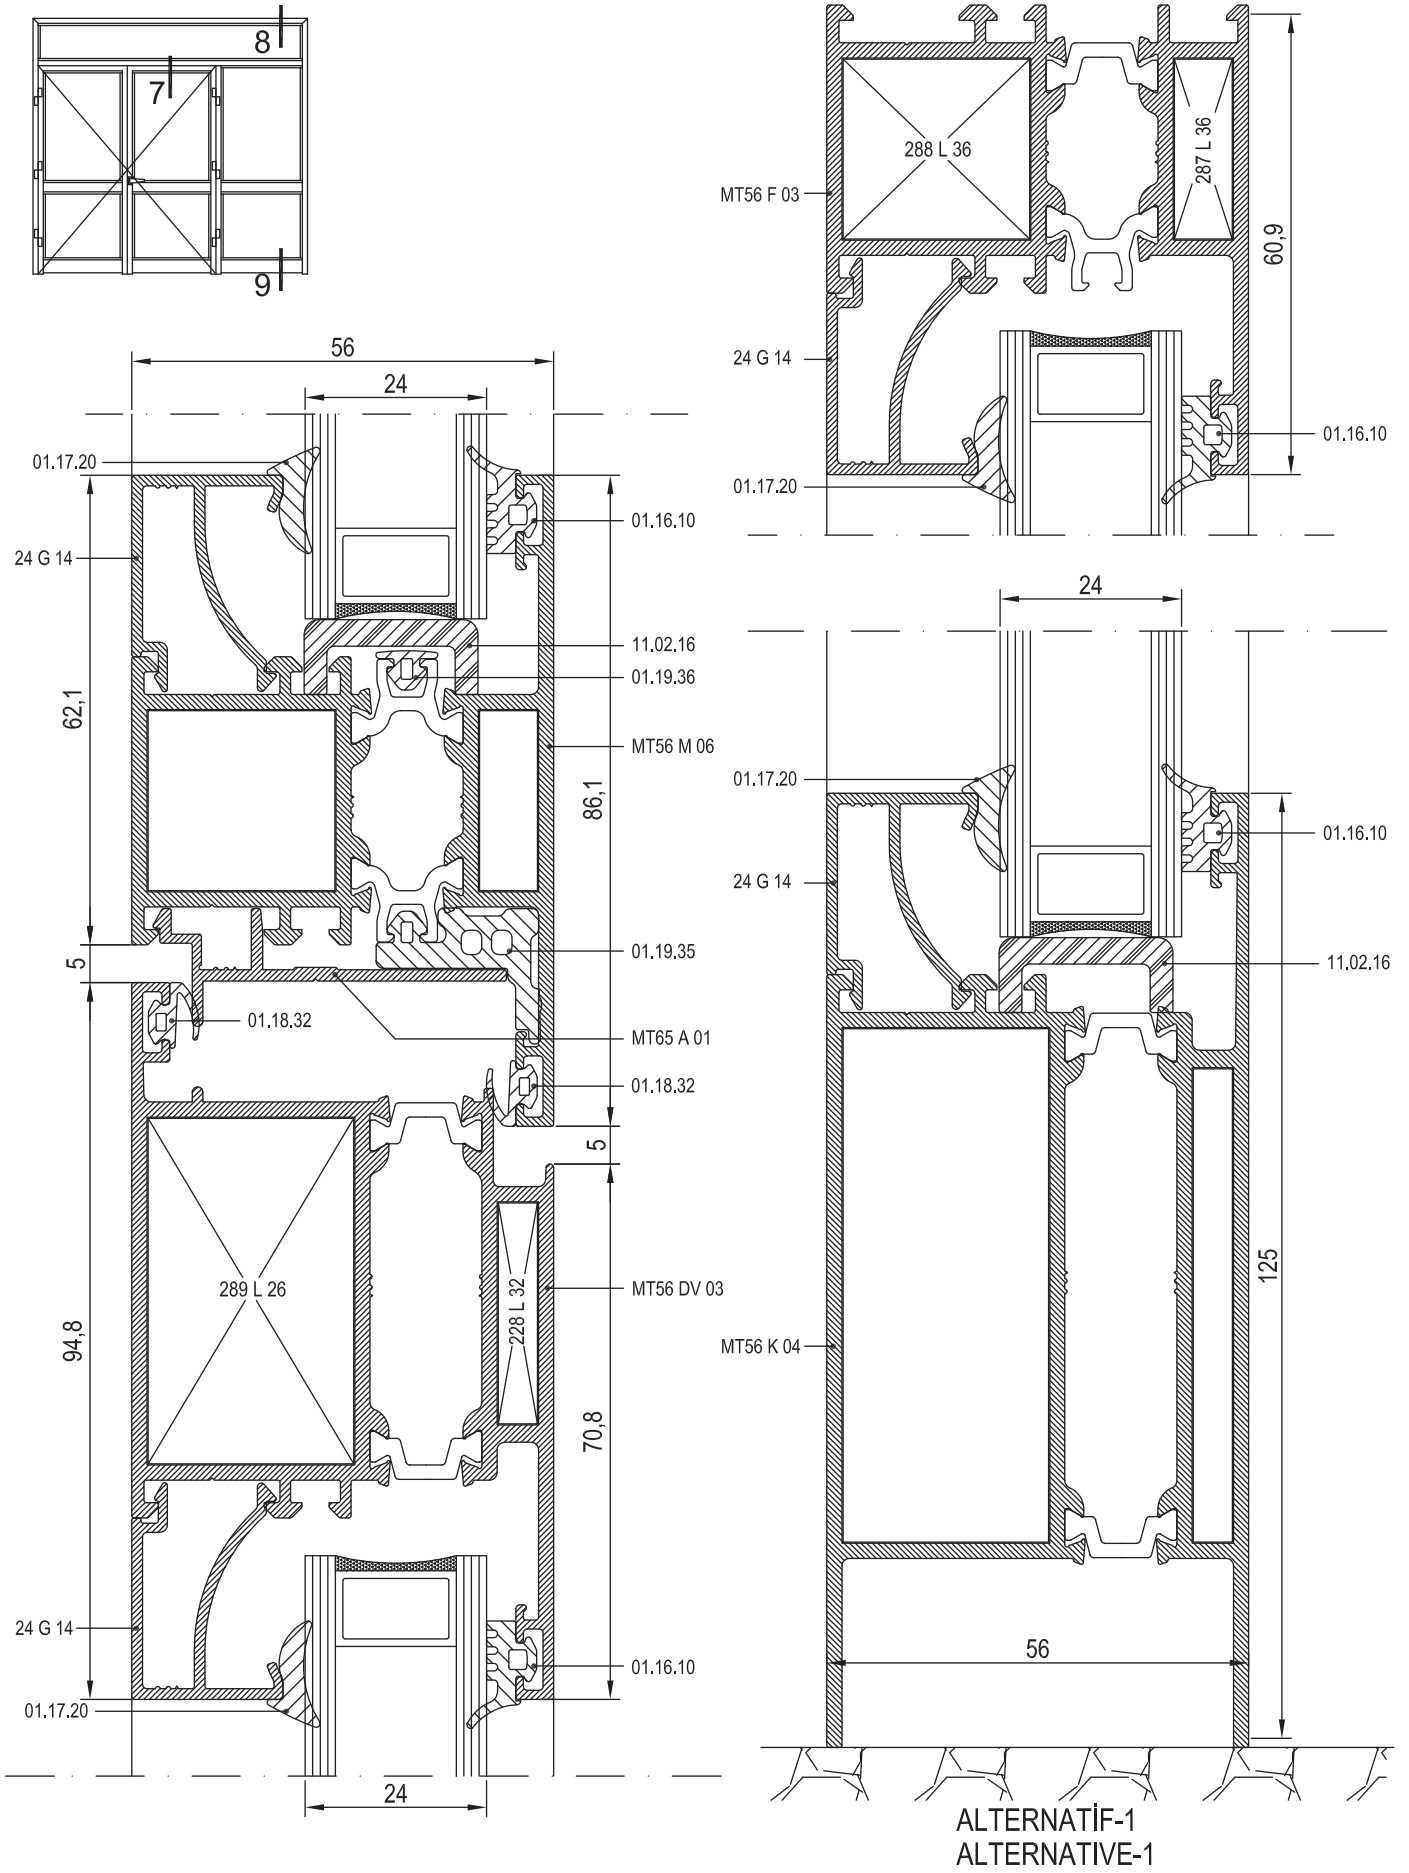 8
7
9
56
24
01.17.20
24 G 14
62,1
5
01.18.32
94,8
289 L 26
228 L 32
24 G 14
01.17.20
24
01.16.10
11.02.16
01.19.36
MT56 M 06
86,1
01.19.35
MT65 A 01
01.18.32
5
MT56 DV 03
70,8
01.16.10
288 L 36
287 L 36
MT56 F 03
60,9
24 G 14
01.16.10
01.17.20
24
01.17.20
01.16.10
24 G 14
11.02.16
125
MT56 K 04
56
ALTERNATİF-1
ALTERNATIVE-1